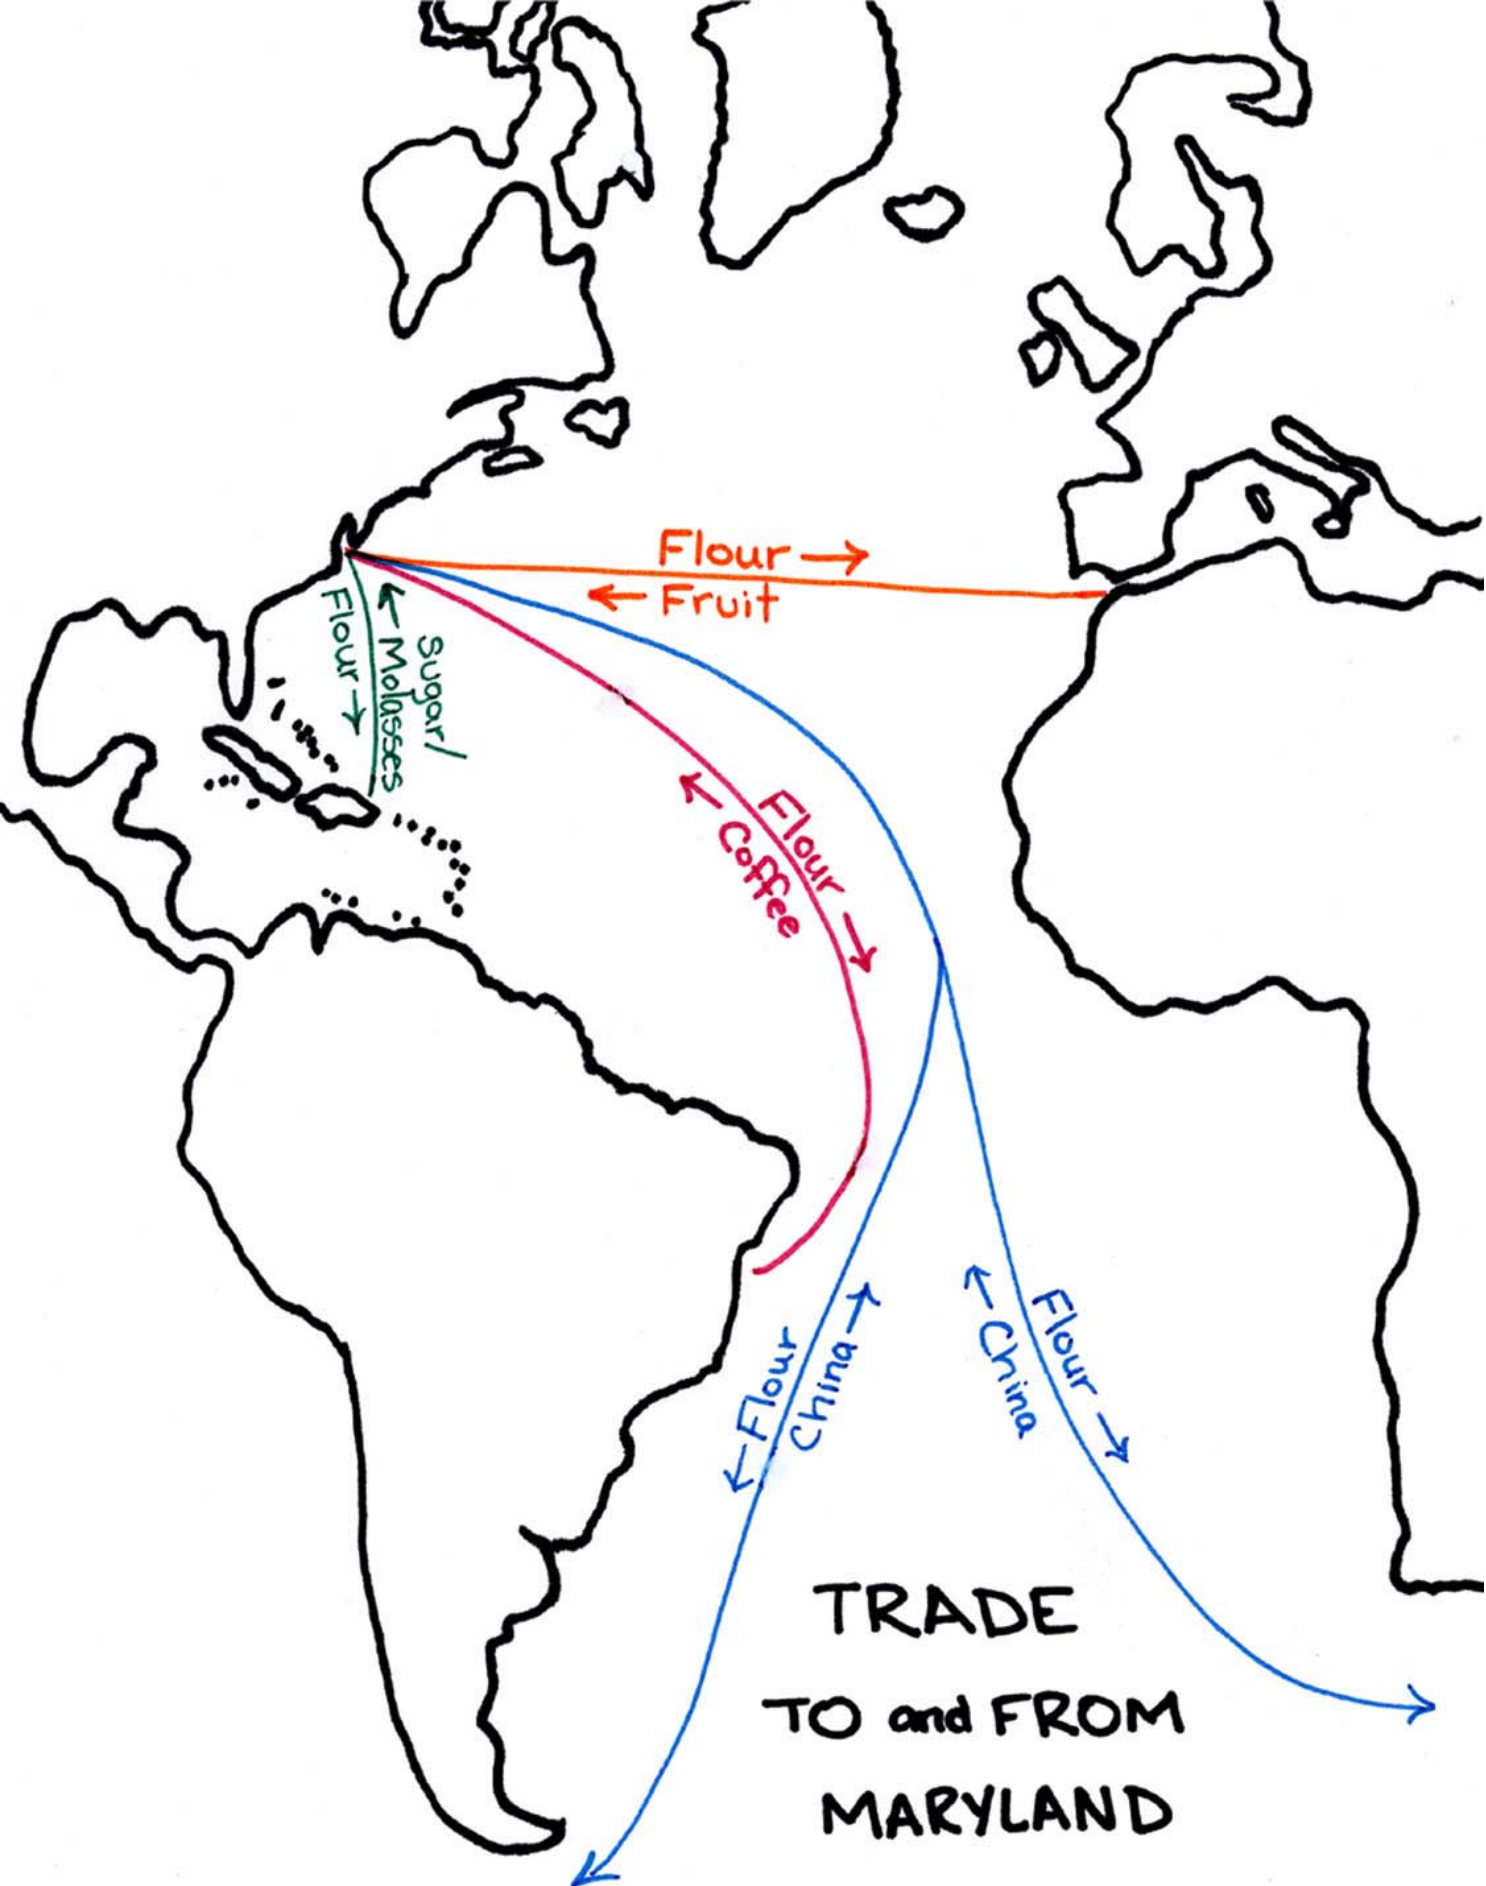 Flour
Fruit
Flour
Sugar/
Molasses
Flour
Coffee
Flour
China
Flour
China
TRADE
TO and FROM
MARYLAND